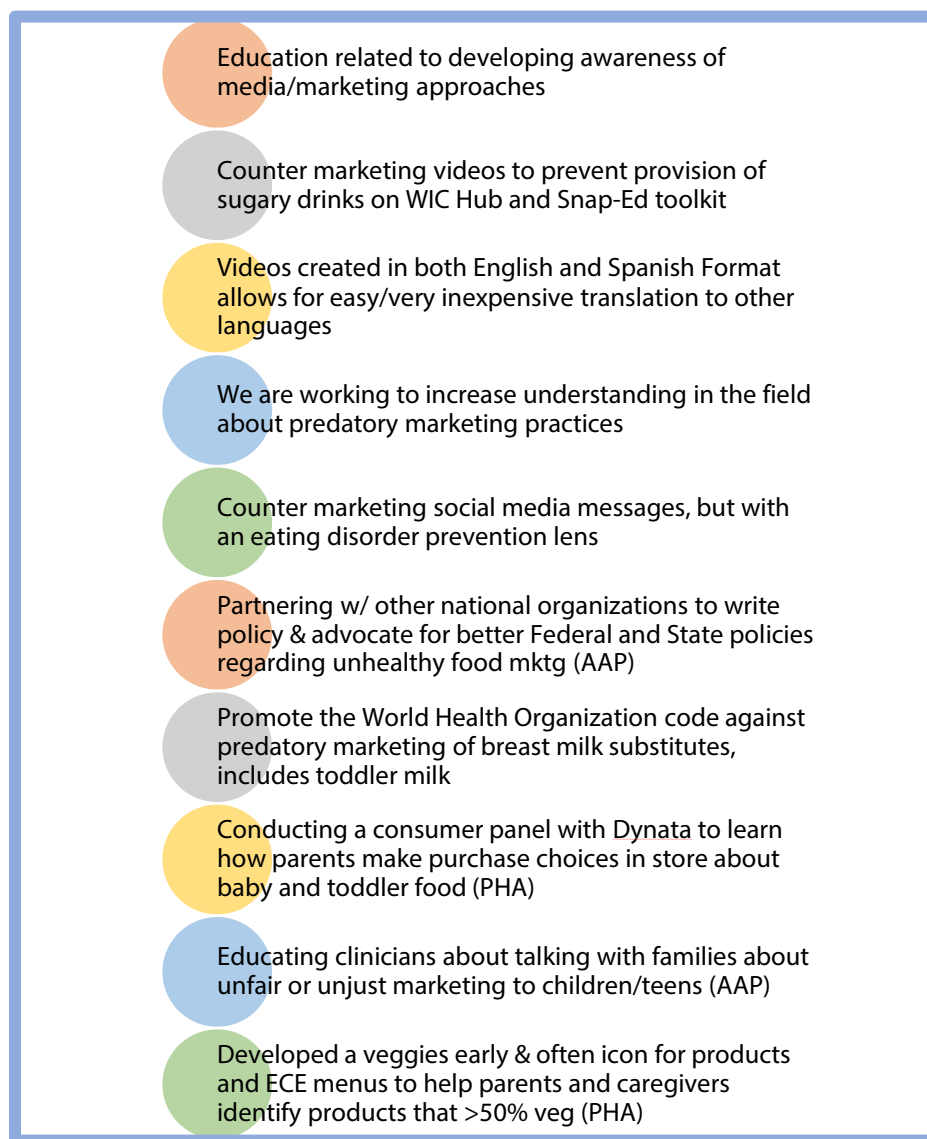 Education related to developing awareness of
media/marketing approaches
Counter marketing videos to prevent provision of
sugary drinks on WIC Hub and Snap-Ed toolkit
Videos created in both English and Spanish Format
allows for easy/very inexpensive translation to other
languages
We are working to increase understanding in the field
about predatory marketing practices
Counter marketing social media messages, but with
an eating disorder prevention lens
Partnering w/ other national organizations to write
policy & advocate for better Federal and State policies
regarding unhealthy food mktg (AAP)
Promote the World Health Organization code against
predatory marketing of breast milk substitutes,
includes toddler milk
Conducting a consumer panel with Dynata to learn
how parents make purchase choices in store about
baby and toddler food (PHA)
Educating clinicians about talking with families about
unfair or unjust marketing to children/teens (AAP)
Developed a veggies early & often icon for products
and ECE menus to help parents and caregivers
identify products that >50% veg (PHA)